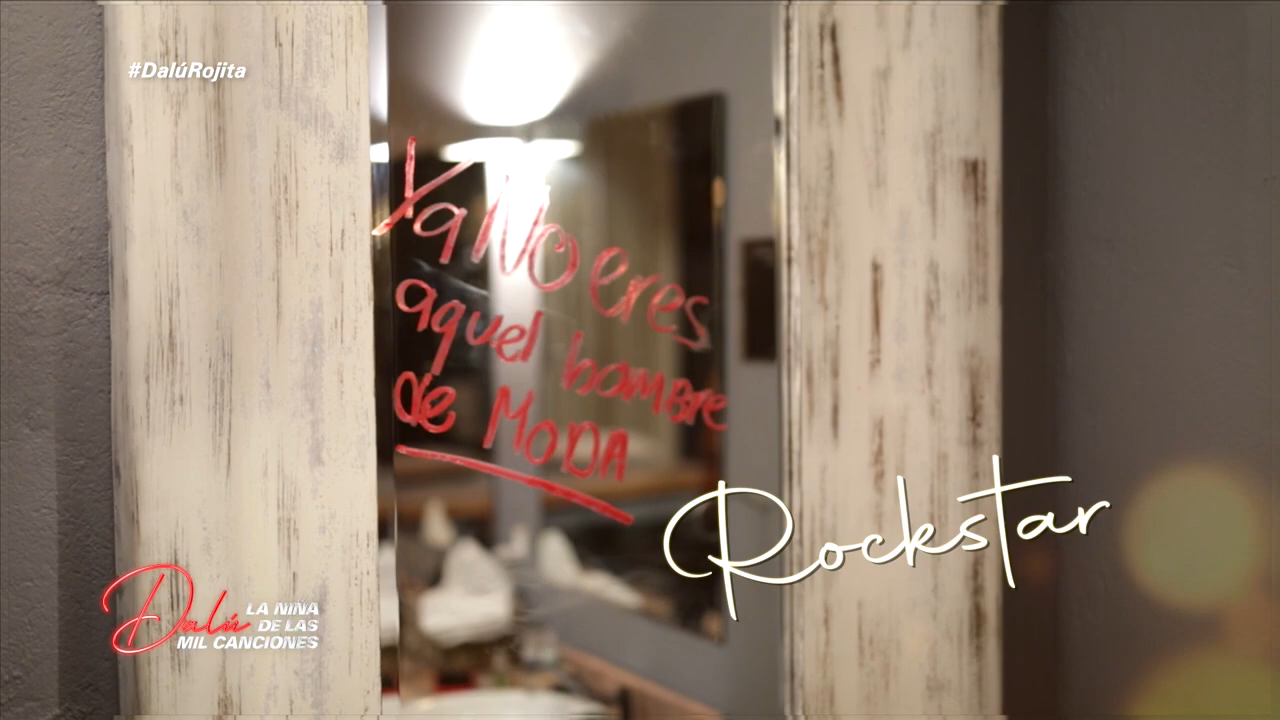 #DalúRojita
Ya No eres
aquel hombre
de MODA
Rockstar
Dalú
LA NIÑA
DE LAS
MIL CANCIONES